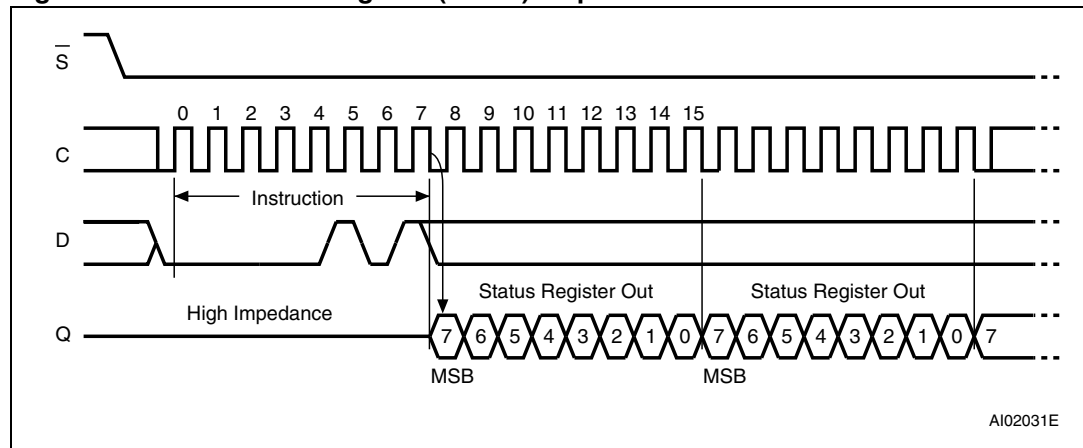 S
0 1 2 3 4 5 6 7 8 9 10 11 12 13 14 15
C
Instruction
D
High Impedance
Status Register Out Status Register Out
Q
7 6 5 4 3 2 1 0 7 6 5 4 3 2 1 0 7
MSB MSB
AI02031E